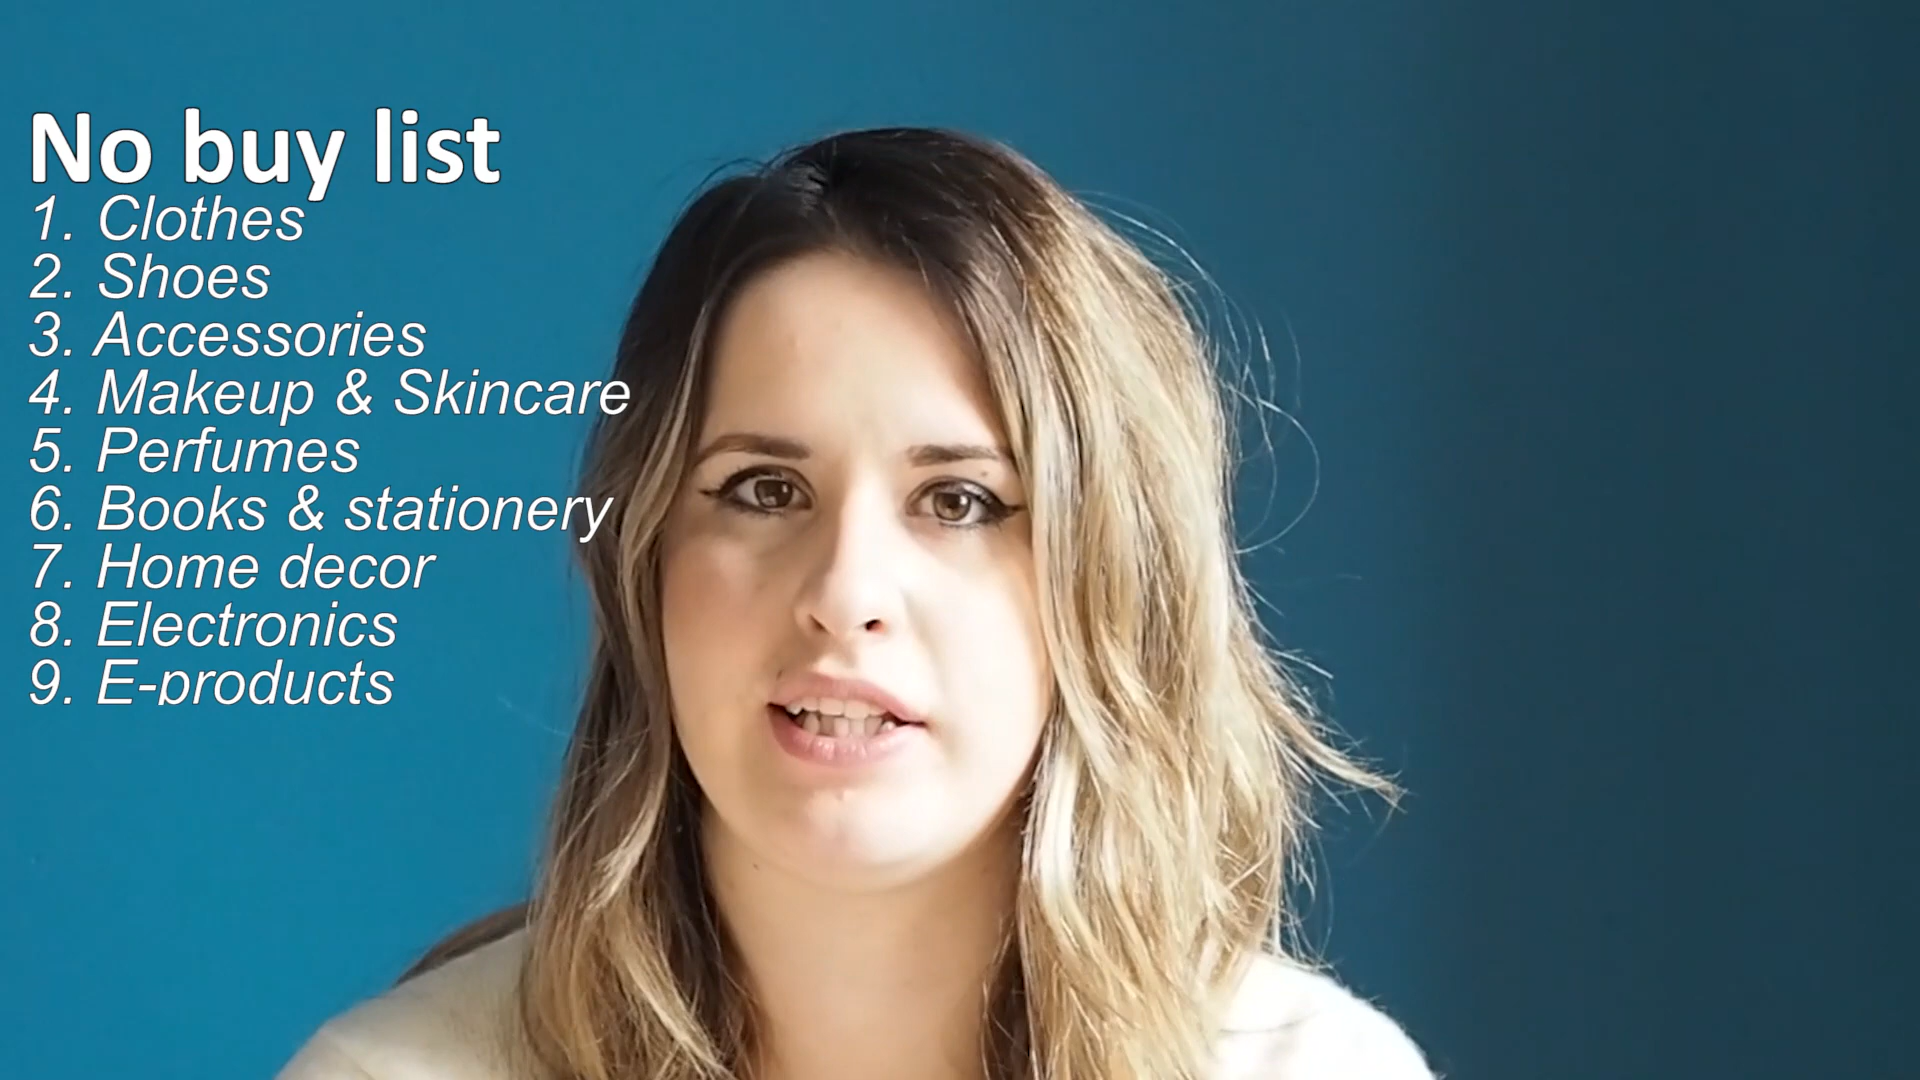 No buy list
1. Clothes
2. Shoes
3. Accessories
4. Makeup & Skincare
5. Perfumes
6. Books & stationery
7. Home decor
8. Electronics
9. E-products